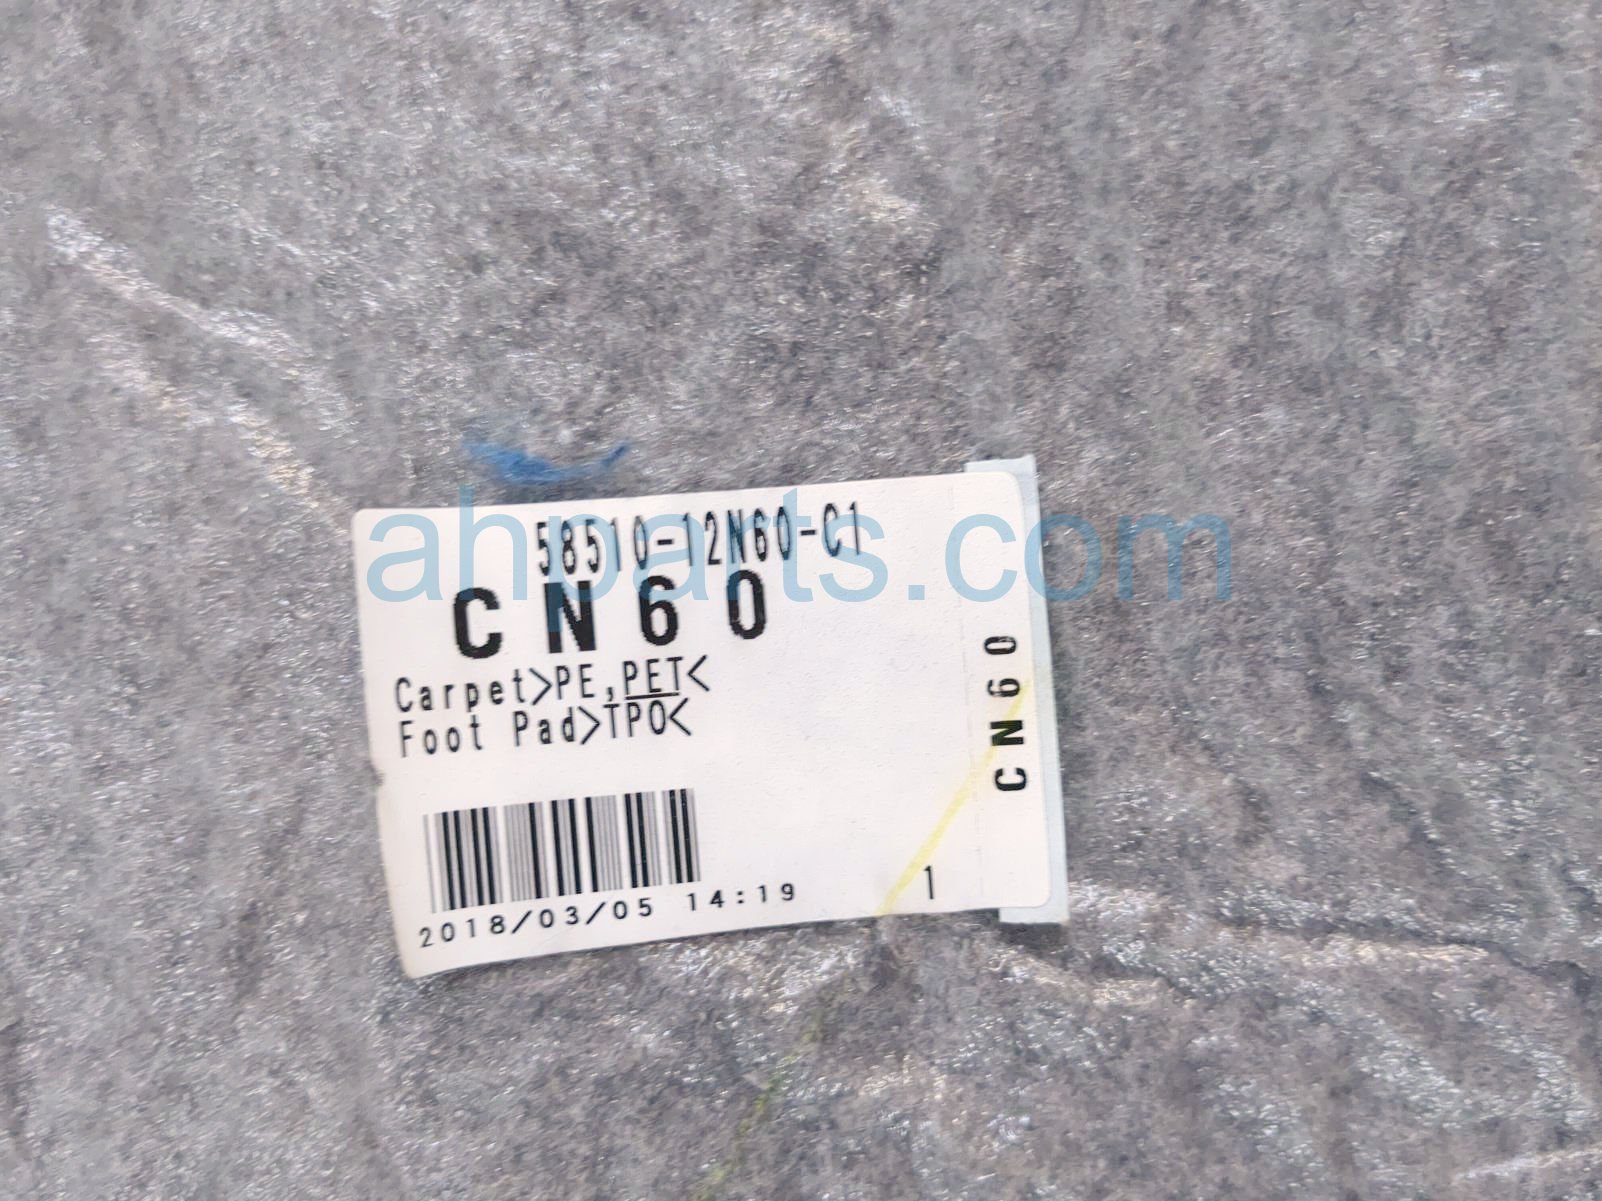 58510-12N60-C1
CN60
Carpet>PE,PET<
Foot Pad>TPO<
2018/03/05 14:19
1
CN60
ahparts.com